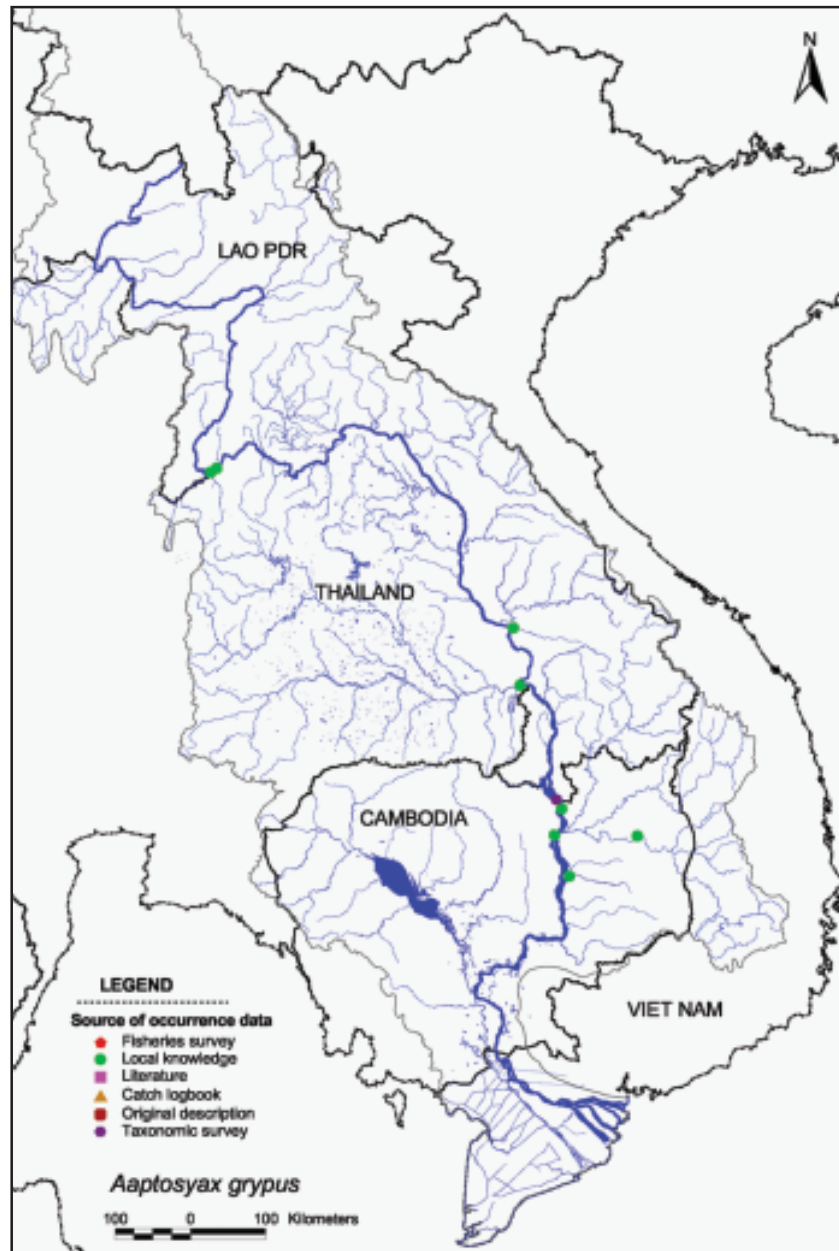 N
LAO PDR
THAILAND
CAMBODIA
VIET NAM
LEGEND
Source of occurrence data
Fisheries survey
Local knowledge
Literature
Catch logbook
Original description
Taxonomic survey
Aaptosyax grypus
100 0 100 Kilometers